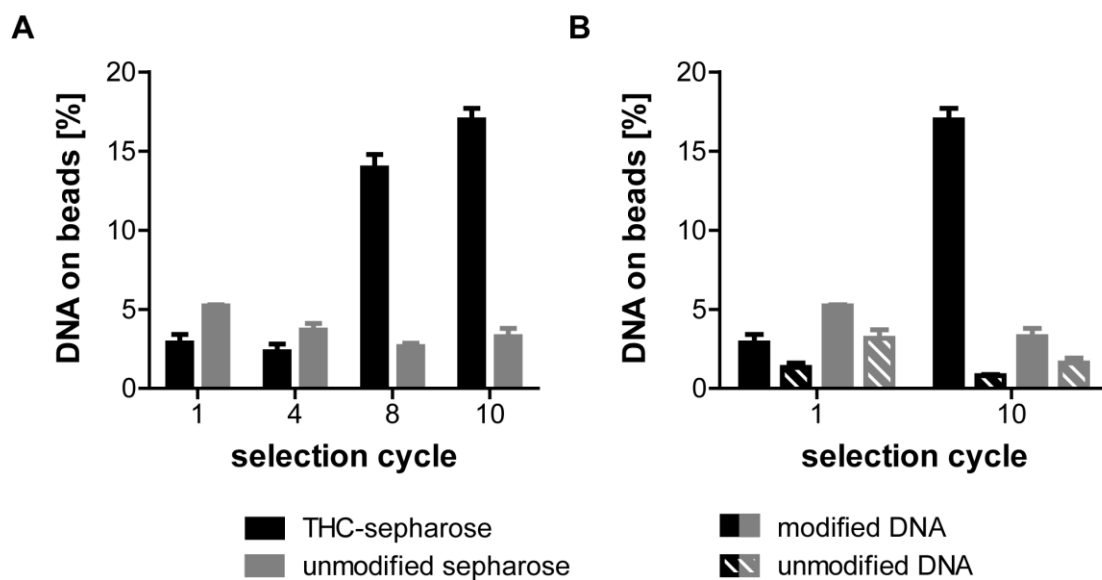 A
DNA on beads [%]
20
15
10
5
0
1 4 8 10
selection cycle
THC-sepharose
unmodified sepharose
B
DNA on beads [%]
20
15
10
5
0
1 10
selection cycle
modified DNA
unmodified DNA